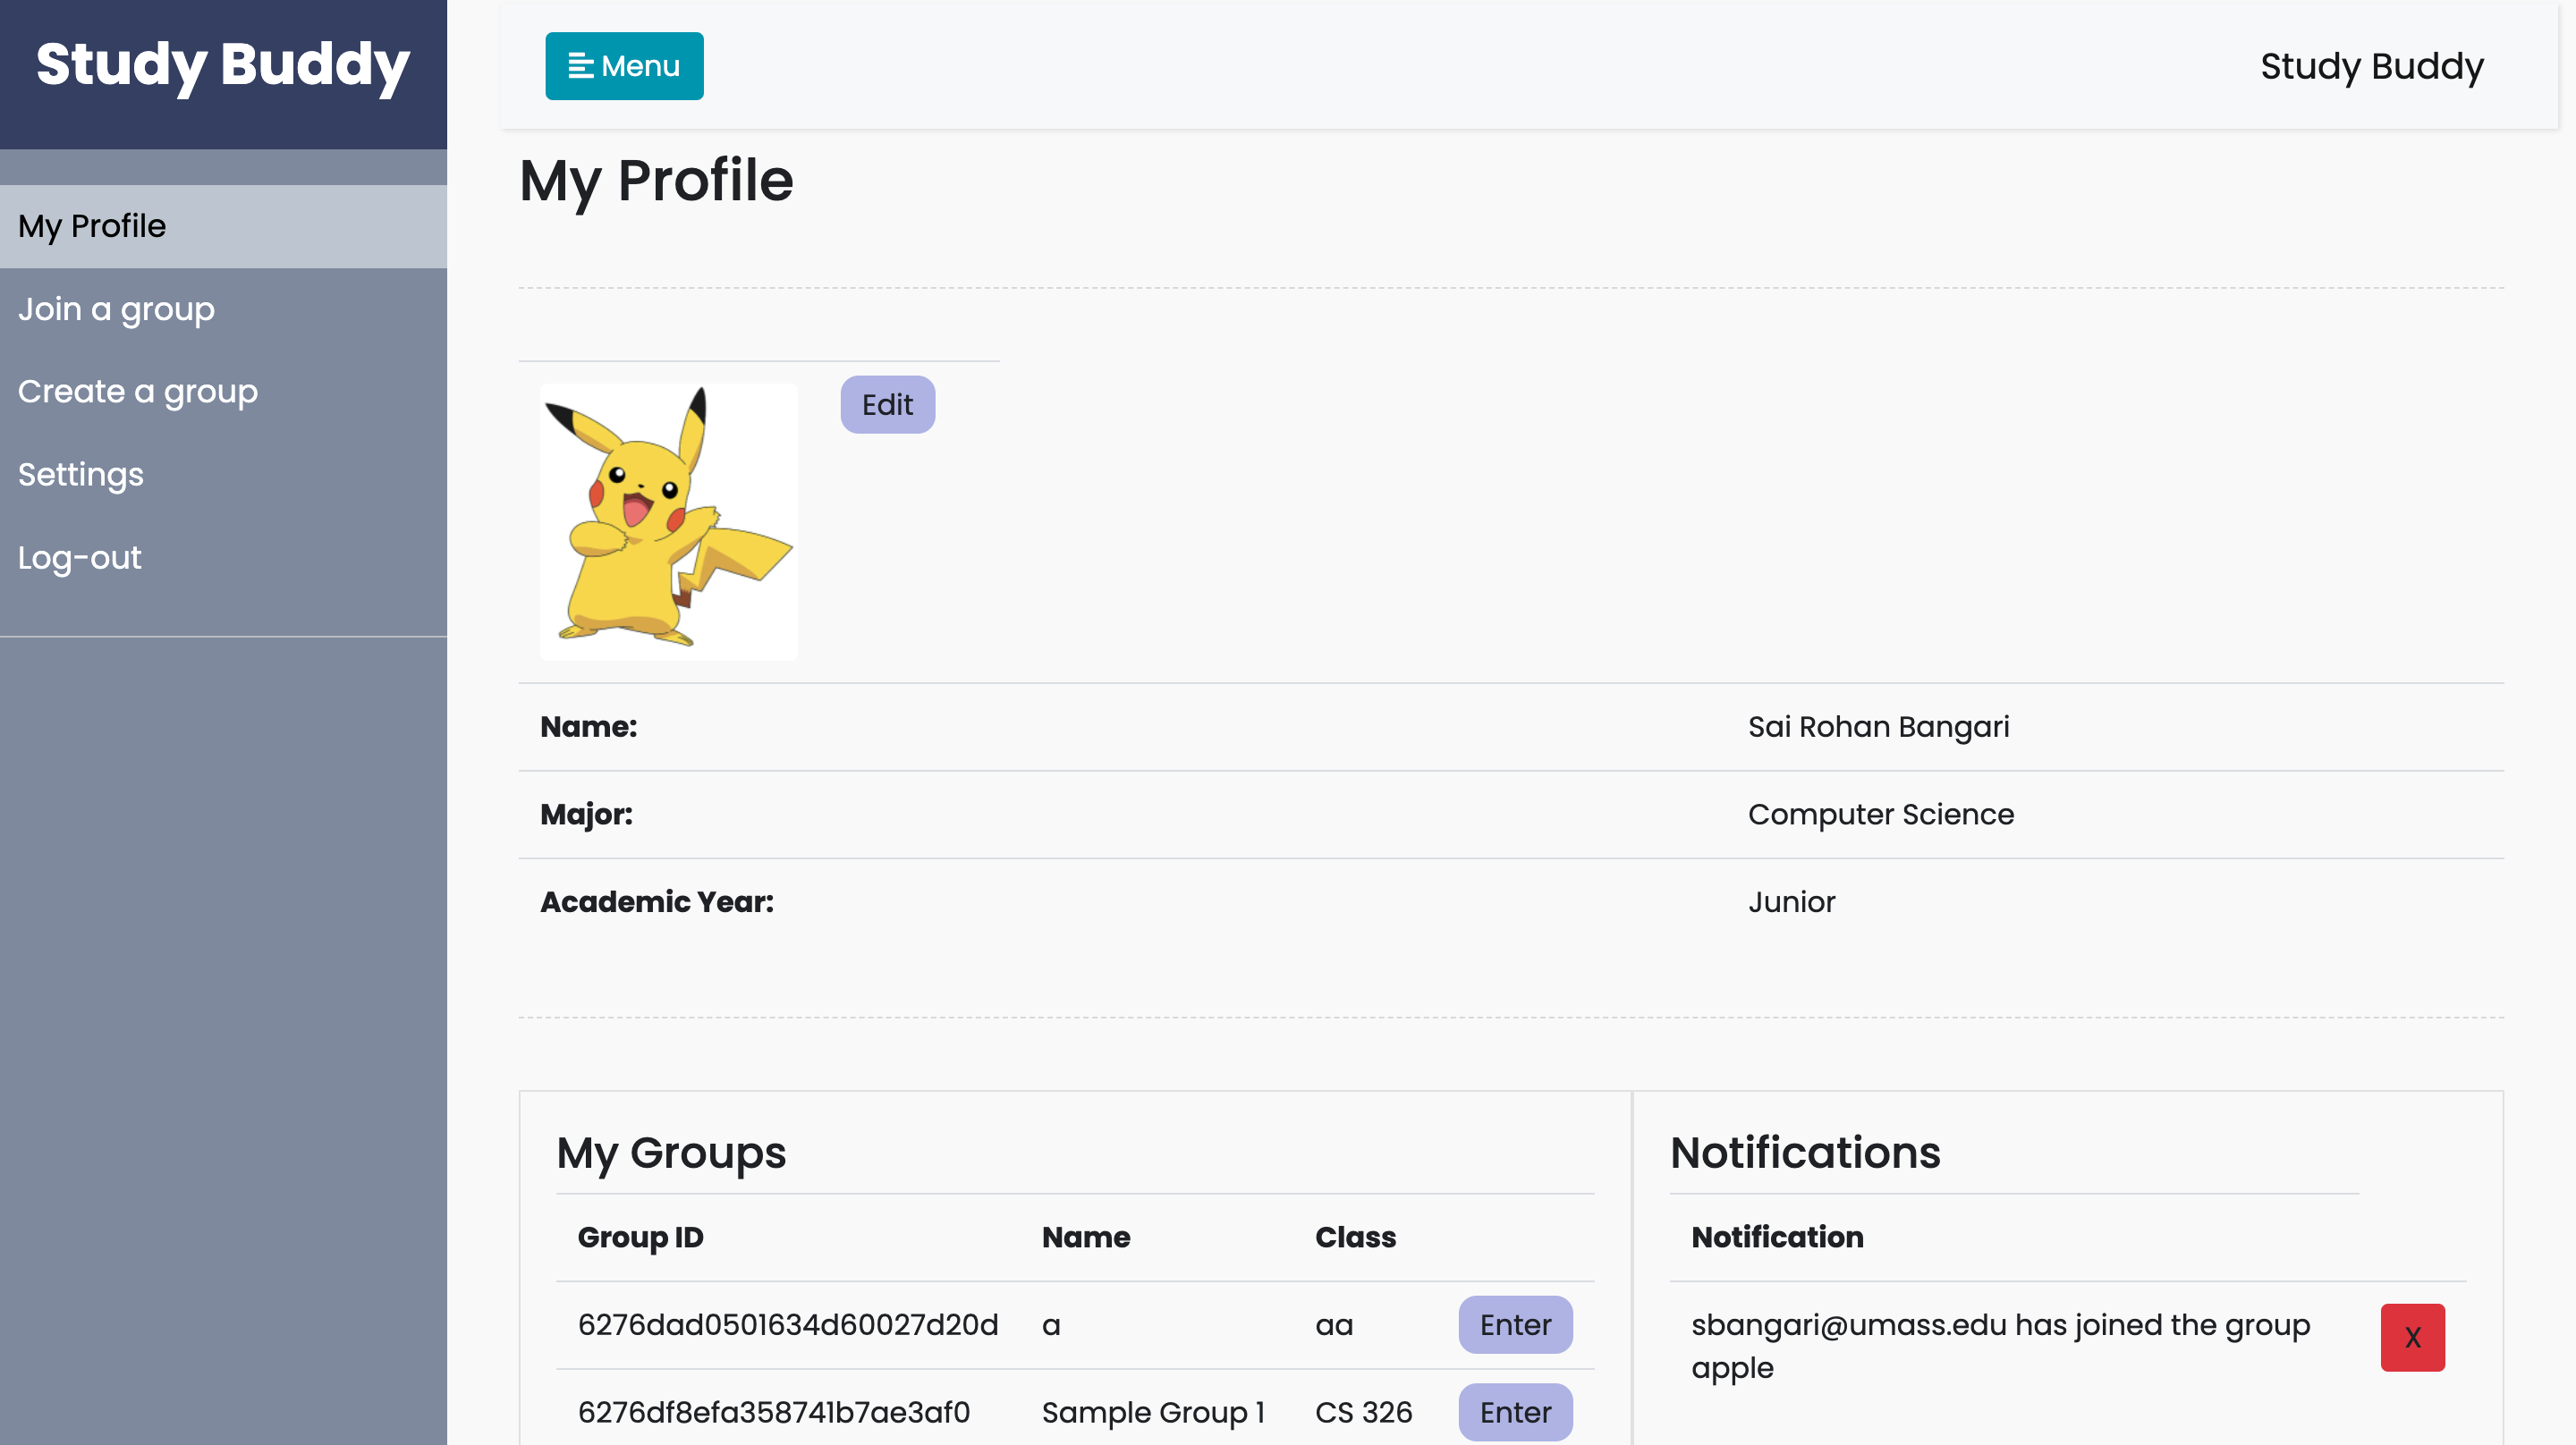 Study Buddy
Menu
Study Buddy
My Profile
Join a group
Create a group
Settings
Log-out
My Profile
Edit
Name: Sai Rohan Bangari
Major: Computer Science
Academic Year: Junior
My Groups
Group ID Name Class
6276dad0501634d60027d20d a aa Enter
6276df8efa358741b7ae3af0 Sample Group 1 CS 326 Enter
Notifications
Notification
sbangari@umass.edu has joined the group X
apple